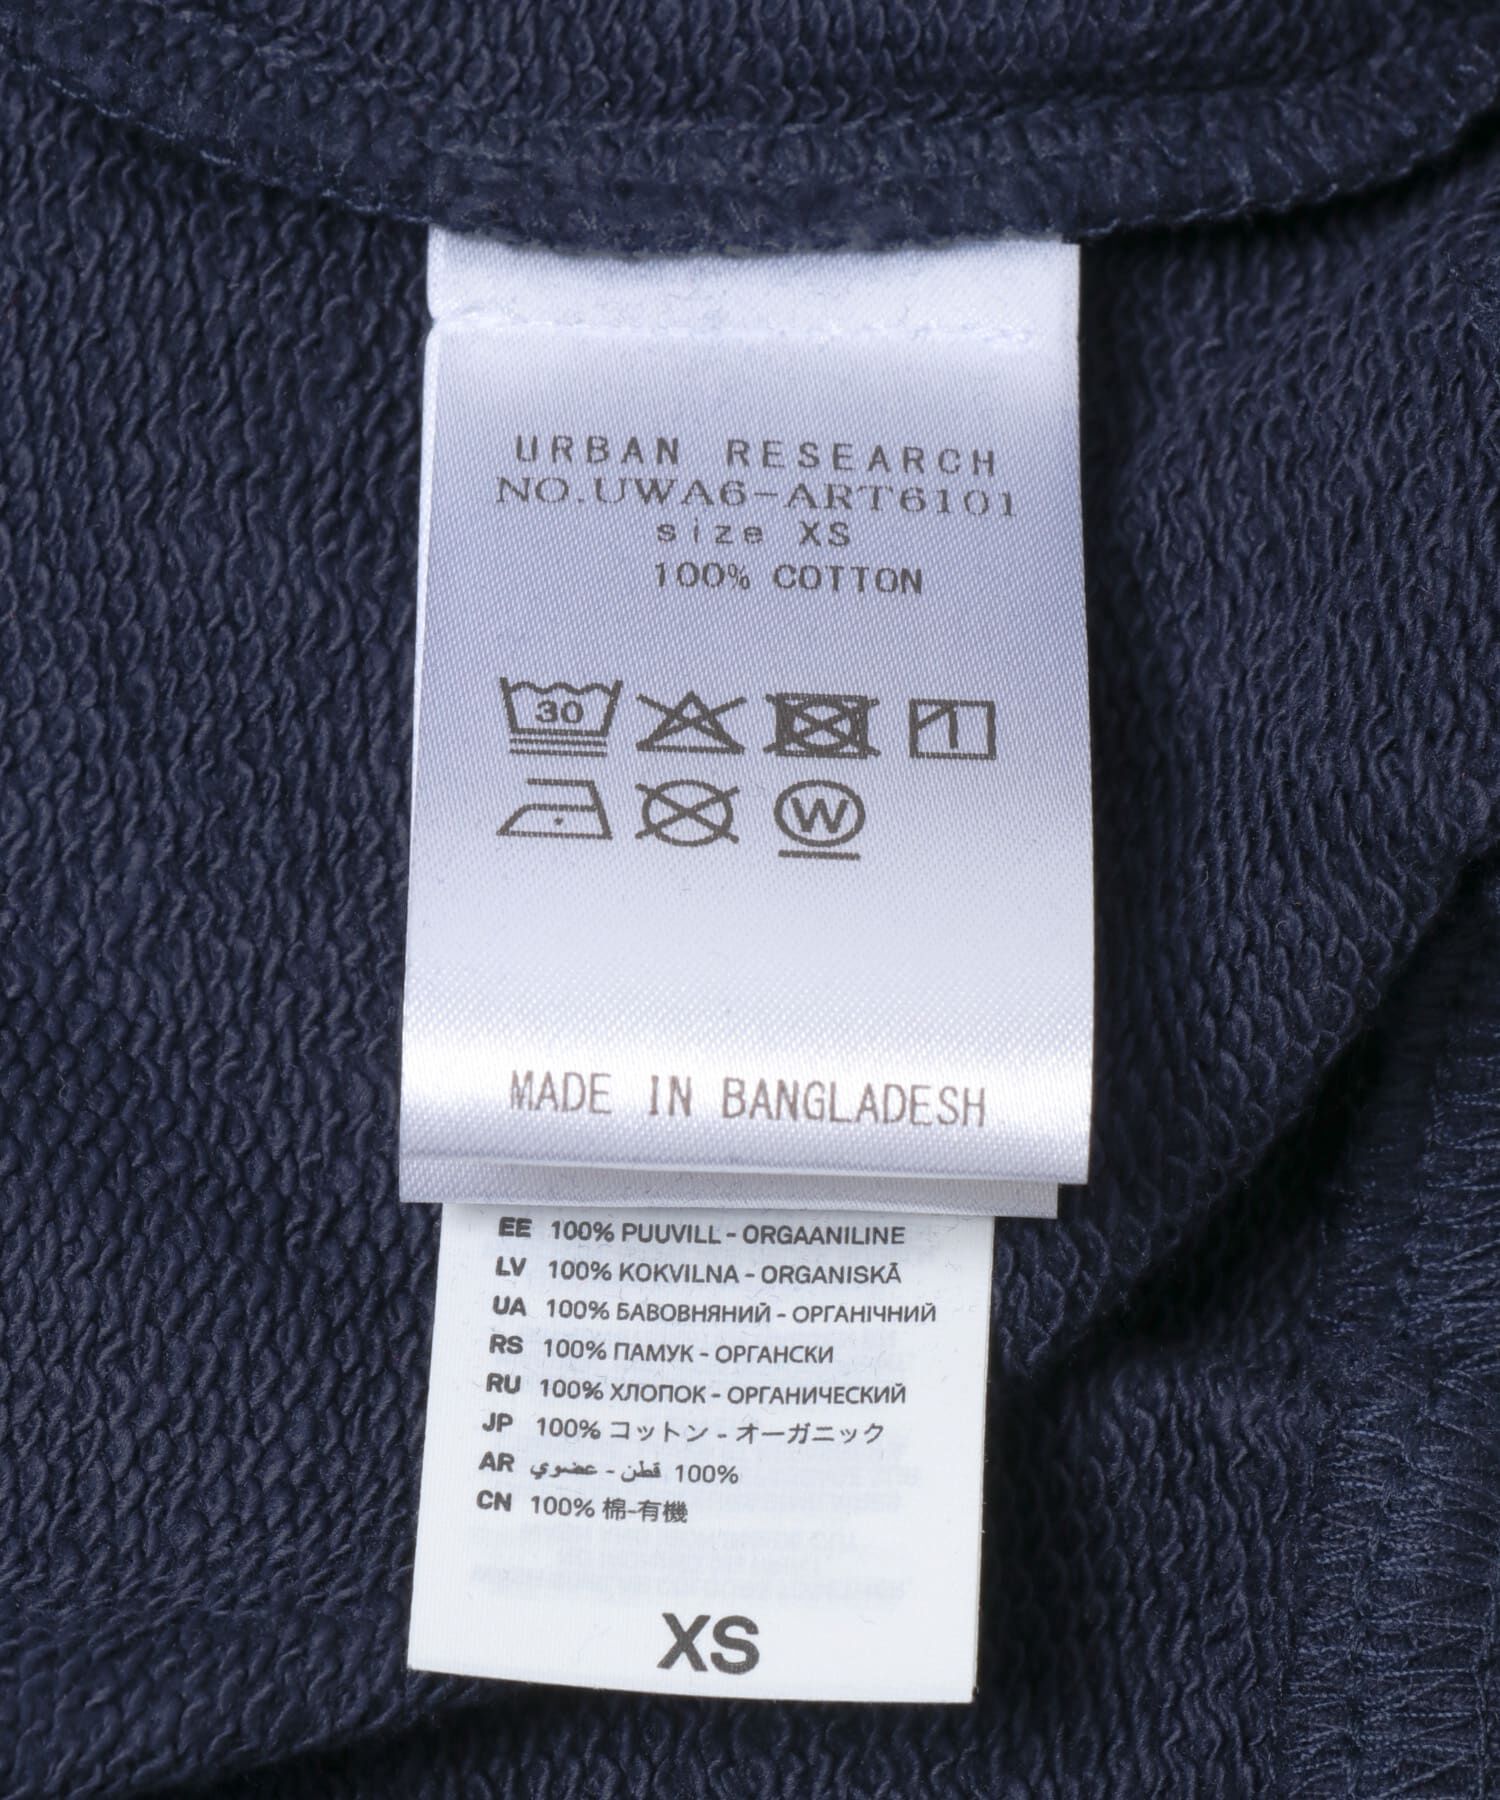 URBAN RESEARCH
NO.UWA6-ART6101
size XS
100% COTTON
30
1
W
MADE IN BANGLADESH
EE 100% PUUVILL - ORGAANILINE
LV 100% KOKVILNA - ORGANISKĀ
UA 100% БАВОВНЯНИЙ - ОРГАНІЧНИЙ
RS 100% ПАМУК - ОРГАНСКИ
RU 100% ХЛОПОК - ОРГАНИЧЕСКИЙ
JP 100% コットン - オーガニック
AR قطن - عضوي 100%
CN 100% 棉-有機
XS